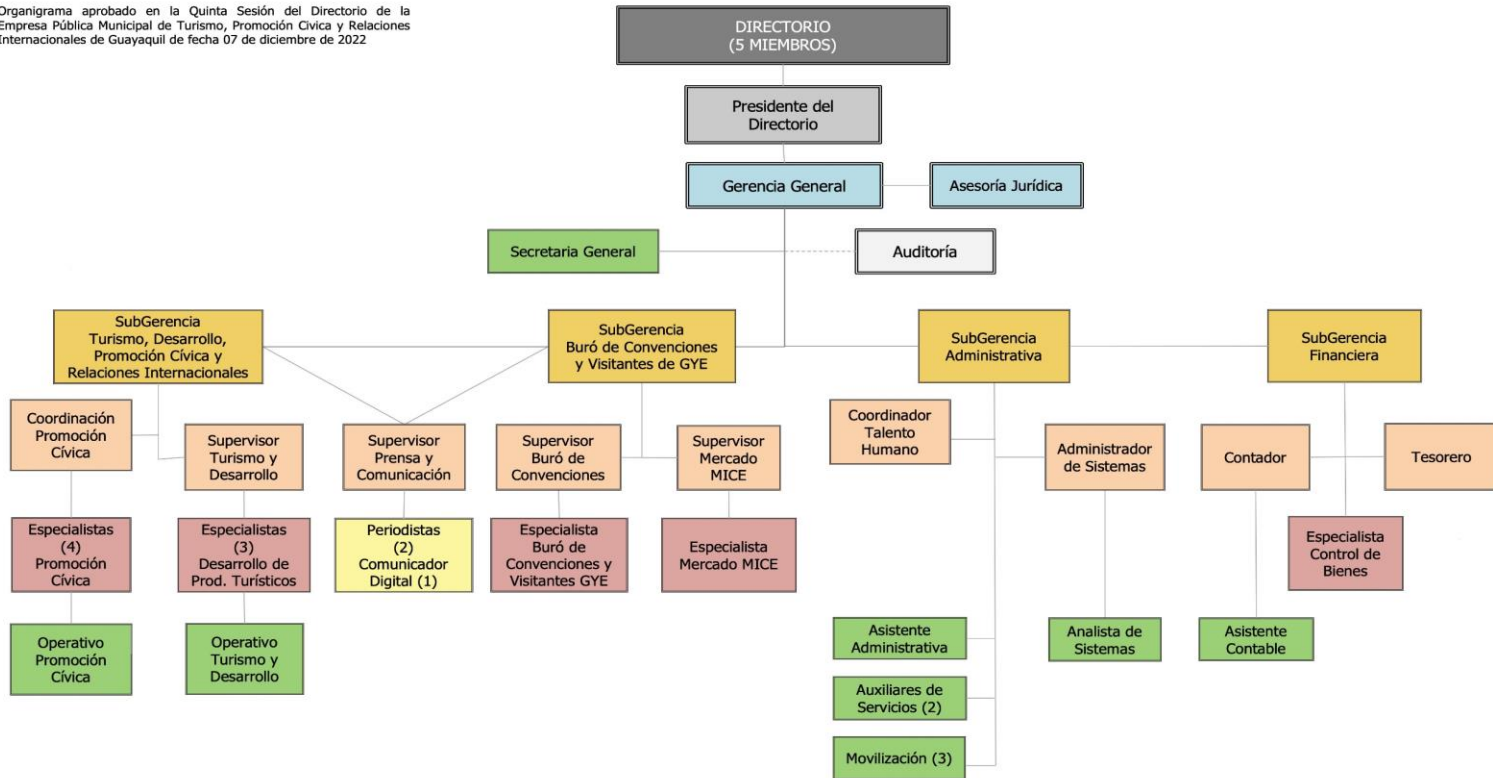 Organigrama aprobado en la Quinta Sesión del Directorio de la
Empresa Pública Municipal de Turismo, Promoción Civica y Relaciones
Internacionales de Guayaquil de fecha 07 de diciembre de 2022
DIRECTORIO
(5 MIEMBROS)
Presidente del
Directorio
Gerencia General
Asesoría Jurídica
Secretaria General
Auditoría
SubGerencia
Turismo, Desarrollo,
Promoción Cívica y
Relaciones Internacionales
SubGerencia
Buró de Convenciones
y Visitantes de GYE
SubGerencia
Administrativa
SubGerencia
Financiera
Coordinación
Promoción
Cívica
Supervisor
Turismo y
Desarrollo
Supervisor
Prensa y
Comunicación
Supervisor
Buró de
Convenciones
Supervisor
Mercado
MICE
Coordinador
Talento
Humano
Administrador
de Sistemas
Contador
Tesorero
Especialistas
(4)
Promoción
Cívica
Especialistas
(3)
Desarrollo de
Prod. Turísticos
Periodistas
(2)
Comunicador
Digital (1)
Especialista
Buró de
Convenciones y
Visitantes GYE
Especialista
Mercado MICE
Especialista
Control de
Bienes
Operativo
Promoción
Cívica
Operativo
Turismo y
Desarrollo
Asistente
Administrativa
Analista de
Sistemas
Asistente
Contable
Auxiliares de
Servicios (2)
Movilización (3)